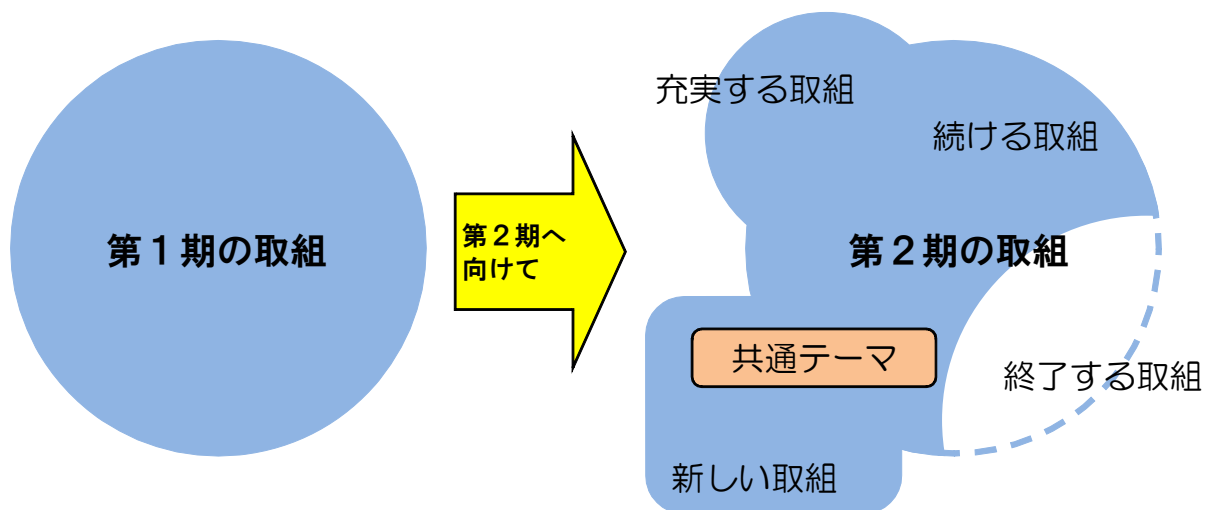 第１期の取組
第２期へ
向けて
充実する取組
続ける取組
第２期の取組
共通テーマ
終了する取組
新しい取組